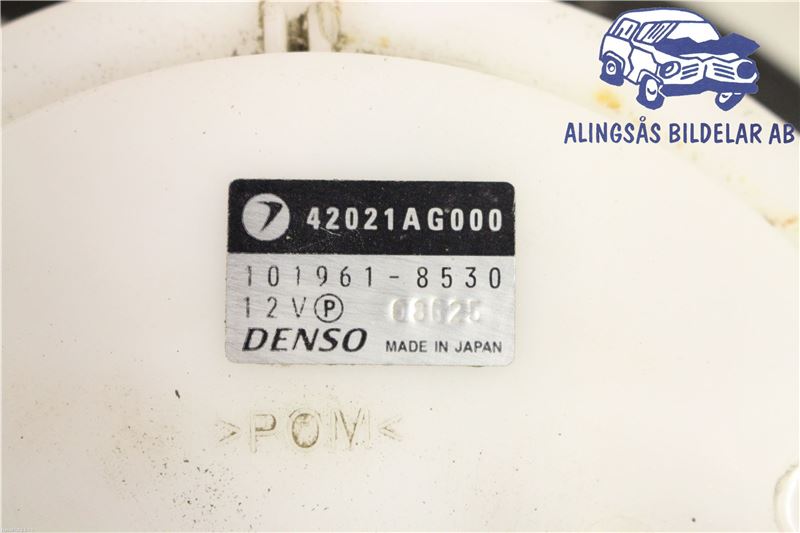 ALINGSÅS BILDELAR AB
42021AG000
101961-8530
12V P
DENSO MADE IN JAPAN
>POM<